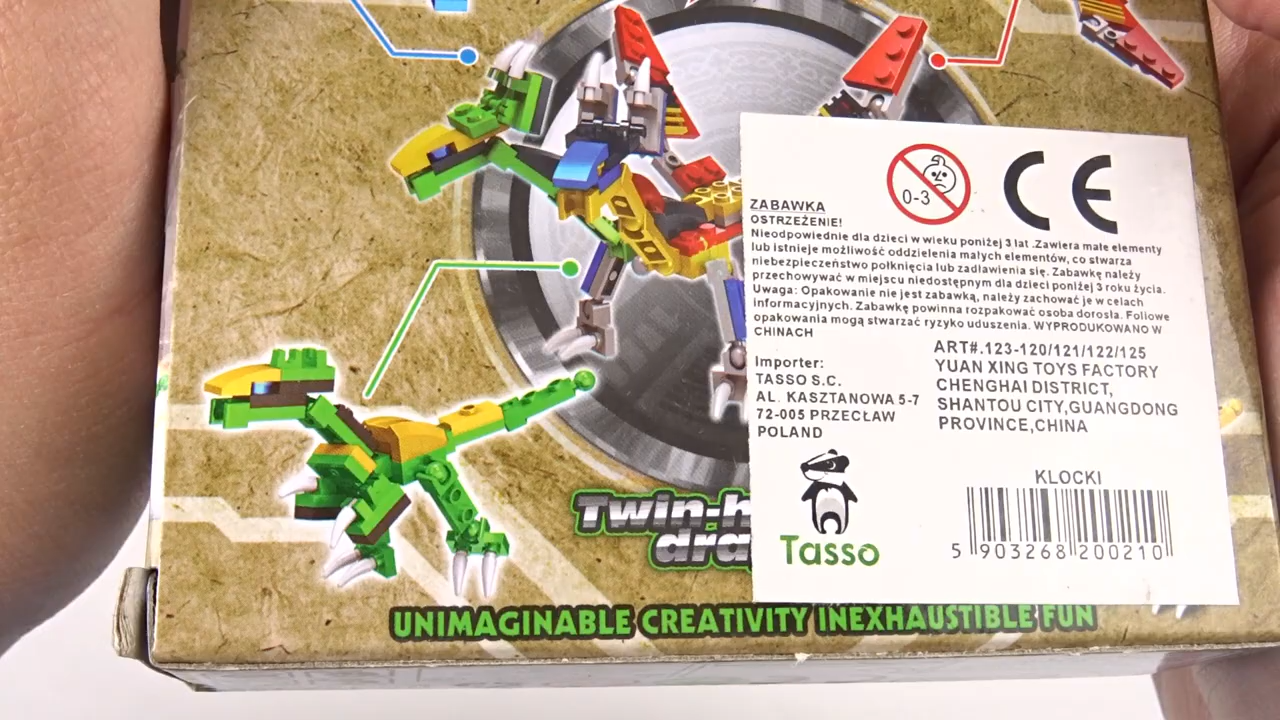 0-3
CE
ZABAWKA
OSTRZEŻENIE!
Nieodpowiednie dla dzieci w wieku poniżej 3 lat .Zawiera małe elementy
lub istnieje możliwość oddzielenia małych elementów, co stwarza
niebezpieczeństwo połknięcia lub zadławienia się. Zabawkę należy
przechowywać w miejscu niedostępnym dla dzieci poniżej 3 roku życia.
Uwaga: Opakowanie nie jest zabawką, należy zachować je w celach
informacyjnych. Zabawkę powinna rozpakować osoba dorosła. Foliowe
opakowania mogą stwarzać ryzyko uduszenia. WYPRODUKOWANO W
CHINACH
Importer:
TASSO S.C.
AL. KASZTANOWA 5-7
72-005 PRZECŁAW
POLAND
ART#.123-120/121/122/125
YUAN XING TOYS FACTORY
CHENGHAI DISTRICT,
SHANTOU CITY,GUANGDONG
PROVINCE,CHINA
Tasso
KLOCKI
5 903268 200210
Twin-h
dra
UNIMAGINABLE CREATIVITY INEXHAUSTIBLE FUN